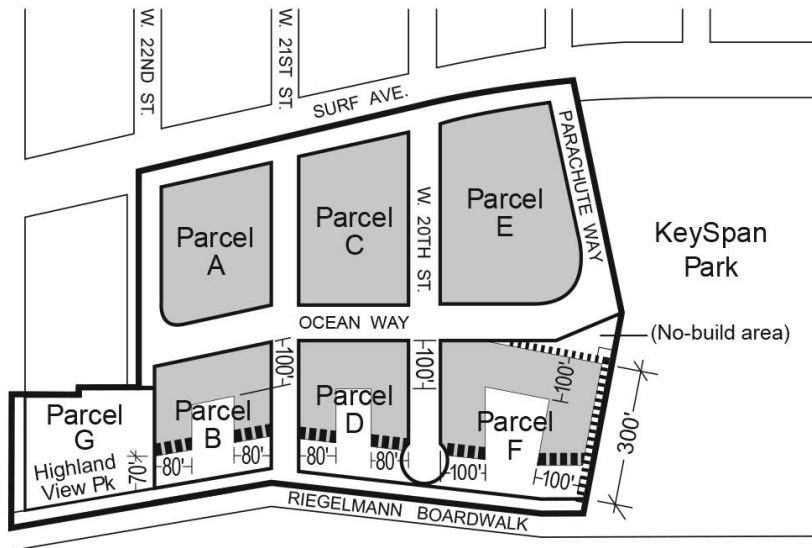 W. 22ND ST.
W. 21ST ST.
SURF AVE.
PARACHUTE WAY
Parcel
A
Parcel
C
W. 20TH ST.
Parcel
E
KeySpan
Park
OCEAN WAY
(No-build area)
100'
100'
100'
300'
Parcel
G
Highland
View Pk
70'
Parcel
B
80'
80'
Parcel
D
80'
80'
Parcel
F
100'
100'
RIEGELMANN BOARDWALK